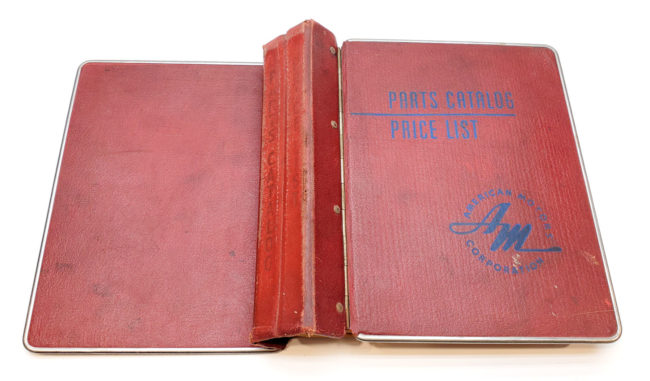 PARTS CATALOG
PRICE LIST
AMERICAN MOTORS
AM
CORPORATION